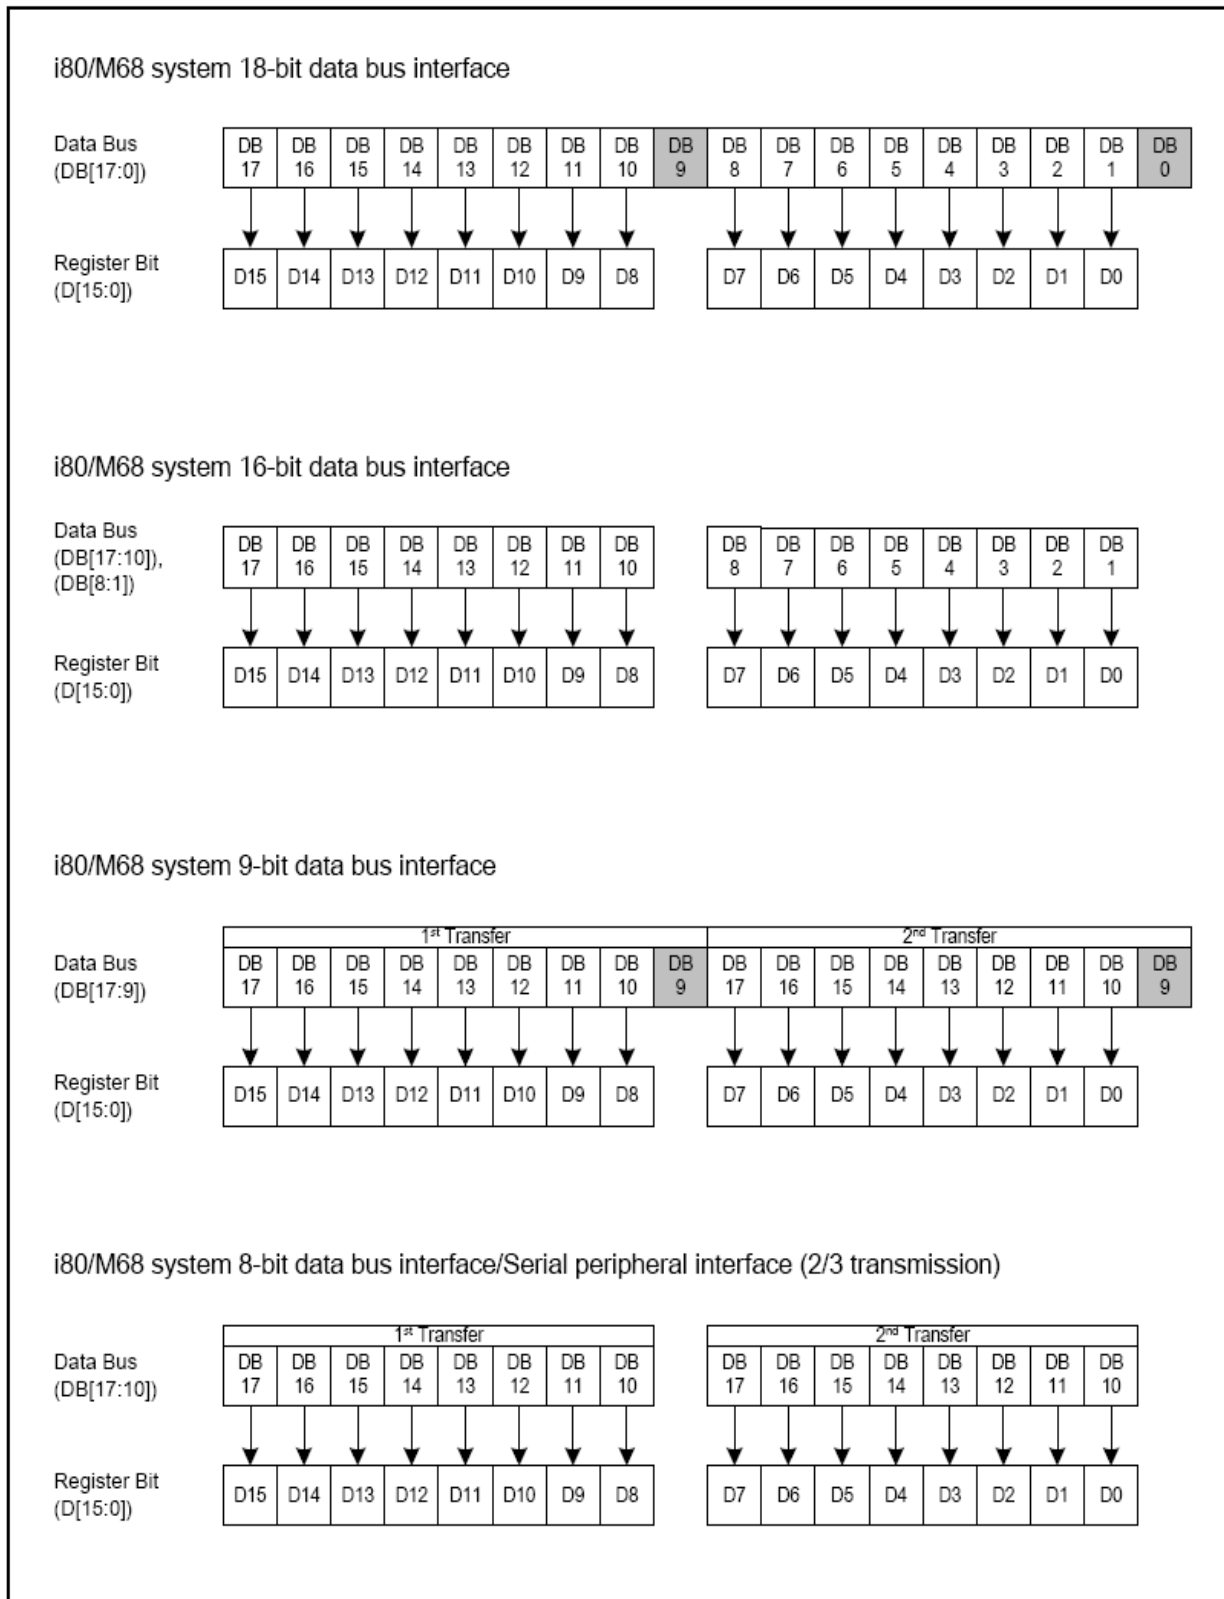 i80/M68 system 18-bit data bus interface
Data Bus
(DB[17:0])
DB 17 DB 16 DB 15 DB 14 DB 13 DB 12 DB 11 DB 10 DB 9 DB 8 DB 7 DB 6 DB 5 DB 4 DB 3 DB 2 DB 1 DB 0
Register Bit
(D[15:0])
D15 D14 D13 D12 D11 D10 D9 D8 D7 D6 D5 D4 D3 D2 D1 D0
i80/M68 system 16-bit data bus interface
Data Bus
(DB[17:10]),
(DB[8:1])
DB 17 DB 16 DB 15 DB 14 DB 13 DB 12 DB 11 DB 10 DB 8 DB 7 DB 6 DB 5 DB 4 DB 3 DB 2 DB 1
Register Bit
(D[15:0])
D15 D14 D13 D12 D11 D10 D9 D8 D7 D6 D5 D4 D3 D2 D1 D0
i80/M68 system 9-bit data bus interface
1st Transfer 2nd Transfer
Data Bus
(DB[17:9])
DB 17 DB 16 DB 15 DB 14 DB 13 DB 12 DB 11 DB 10 DB 9 DB 17 DB 16 DB 15 DB 14 DB 13 DB 12 DB 11 DB 10 DB 9
Register Bit
(D[15:0])
D15 D14 D13 D12 D11 D10 D9 D8 D7 D6 D5 D4 D3 D2 D1 D0
i80/M68 system 8-bit data bus interface/Serial peripheral interface (2/3 transmission)
1st Transfer 2nd Transfer
Data Bus
(DB[17:10])
DB 17 DB 16 DB 15 DB 14 DB 13 DB 12 DB 11 DB 10 DB 17 DB 16 DB 15 DB 14 DB 13 DB 12 DB 11 DB 10
Register Bit
(D[15:0])
D15 D14 D13 D12 D11 D10 D9 D8 D7 D6 D5 D4 D3 D2 D1 D0